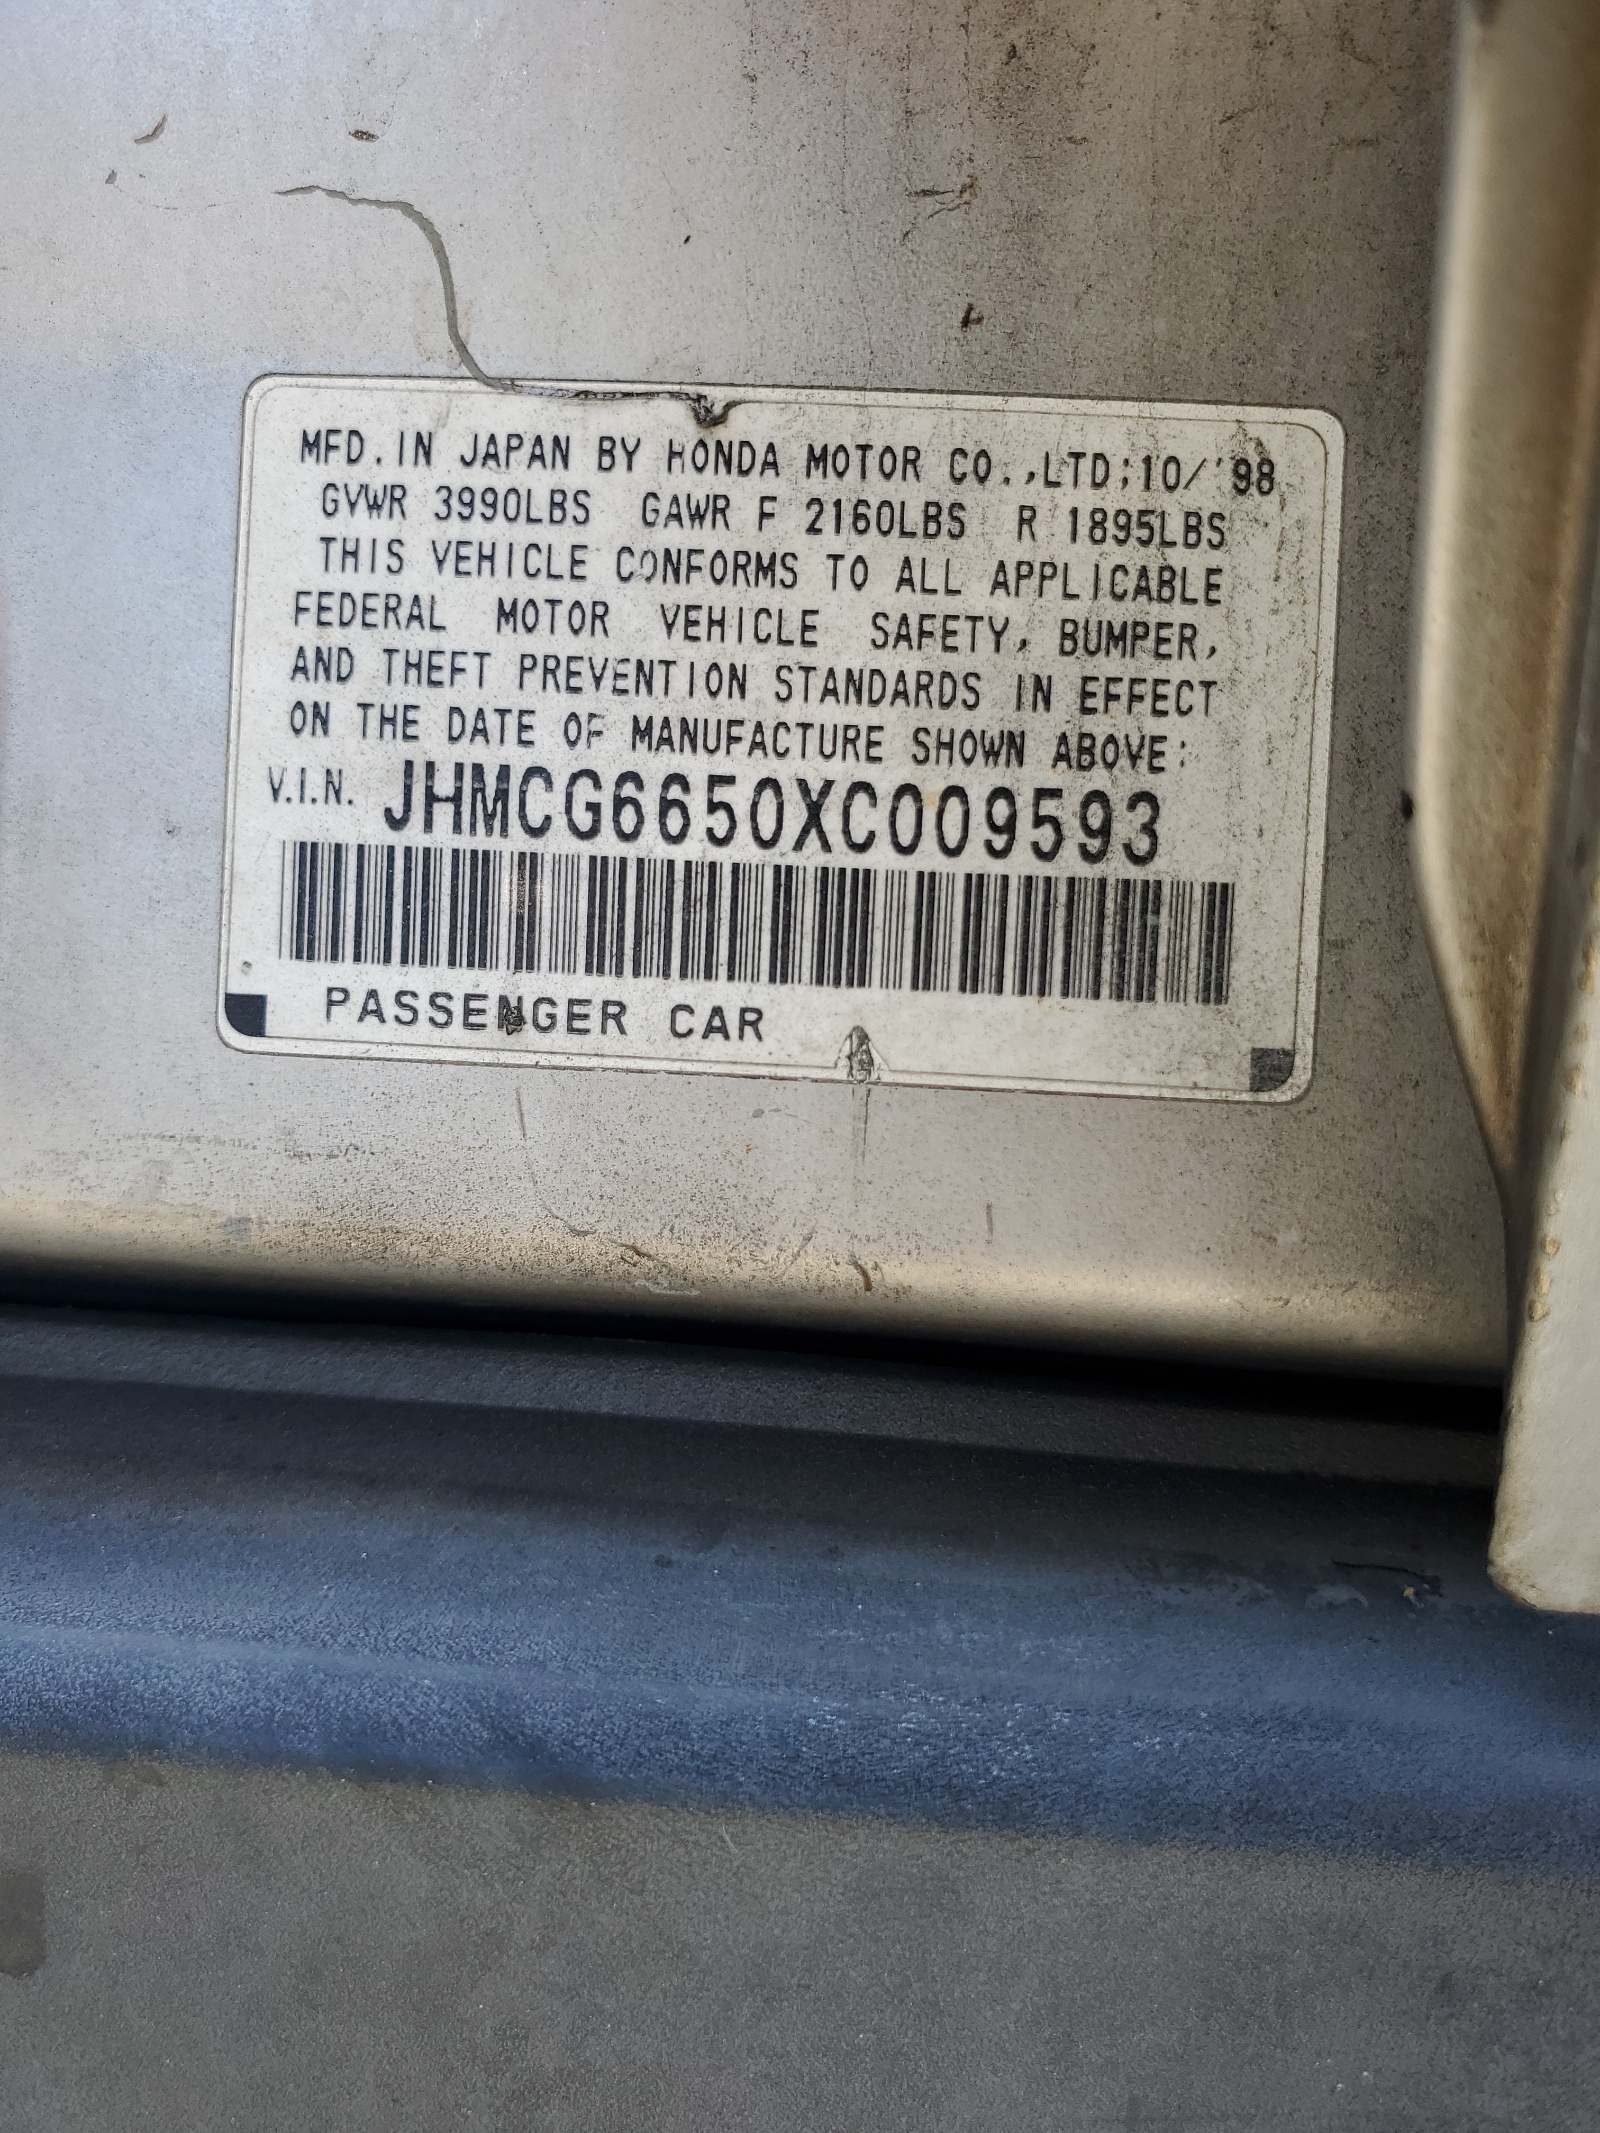 MFD.IN JAPAN BY HONDA MOTOR CO.,LTD;10/'98
GVWR 3990LBS GAWR F 2160LBS R 1895LBS
THIS VEHICLE CONFORMS TO ALL APPLICABLE
FEDERAL MOTOR VEHICLE SAFETY, BUMPER,
AND THEFT PREVENTION STANDARDS IN EFFECT
ON THE DATE OF MANUFACTURE SHOWN ABOVE:
V.I.N. JHMCG6650XC009593
PASSENGER CAR